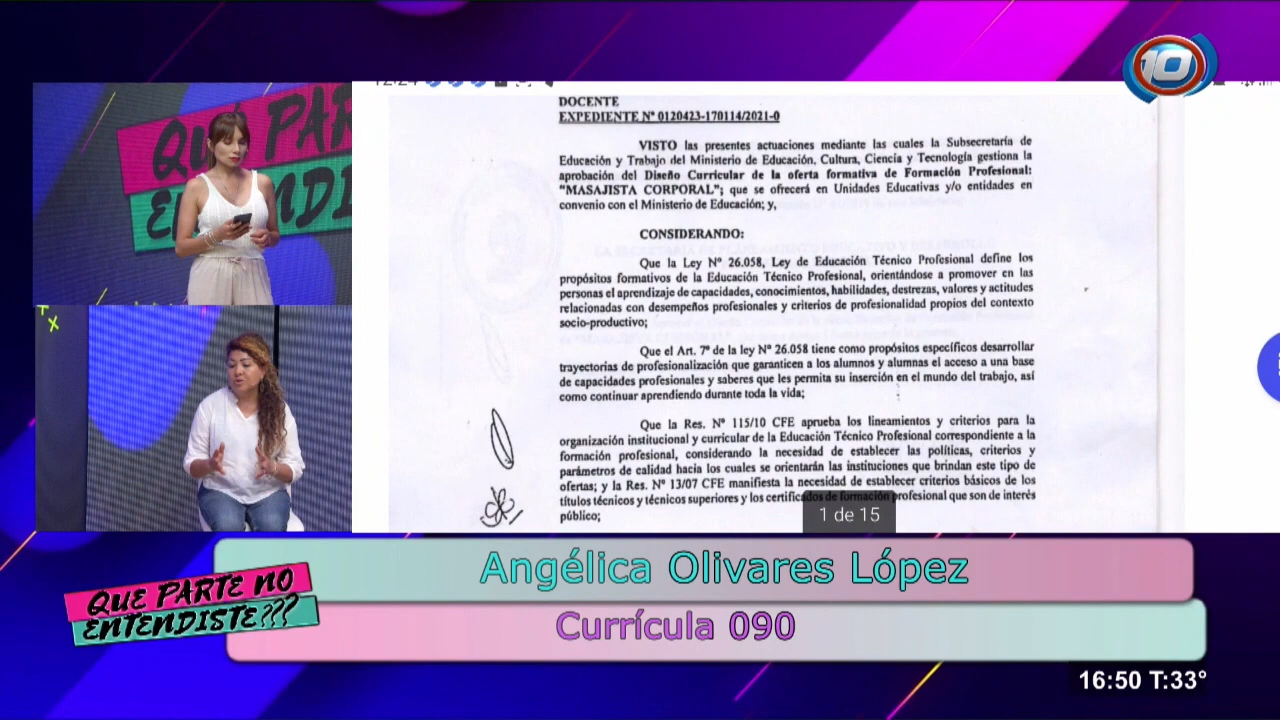 10
QUE PAR
EN
NDI
12:24
DOCENTE
EXPEDIENTE Nº 0120423-170114/2021-0
VISTO las presentes actuaciones mediante las cuales la Subsecretaría de
Educación y Trabajo del Ministerio de Educación, Cultura, Ciencia y Tecnología gestiona la
aprobación del Diseño Curricular de la oferta formativa de Formación Profesional:
"MASAJISTA CORPORAL"; que se ofrecerá en Unidades Educativas y/o entidades en
convenio con el Ministerio de Educación; y,
CONSIDERANDO:
Que la Ley Nº 26.058, Ley de Educación Técnico Profesional define los
propósitos formativos de la Educación Técnico Profesional, orientándose a promover en las
personas el aprendizaje de capacidades, conocimientos, habilidades, destrezas, valores y actitudes
relacionadas con desempeños profesionales y criterios de profesionalidad propios del contexto
socio-productivo;
Que el Art. 7º de la ley Nº 26.058 tiene como propósitos específicos desarrollar
trayectorias de profesionalización que garanticen a los alumnos y alumnas el acceso a una base
de capacidades profesionales y saberes que les permita su inserción en el mundo del trabajo, así
como continuar aprendiendo durante toda la vida;
Que la Res. Nº 115/10 CFE aprueba los lineamientos y criterios para la
organización institucional y curricular de la Educación Técnico Profesional correspondiente a la
formación profesional, considerando la necesidad de establecer las políticas, criterios y
parámetros de calidad hacia los cuales se orientarán las instituciones que brindan este tipo de
ofertas; y la Res. Nº 13/07 CFE manifiesta la necesidad de establecer criterios básicos de los
títulos técnicos y técnicos superiores y los certificados de formación profesional que son de interés
público;
1 de 15
Angélica Olivares López
Currícula 090
QUE PARTE NO
ENTENDISTE???
16:50 T:33°